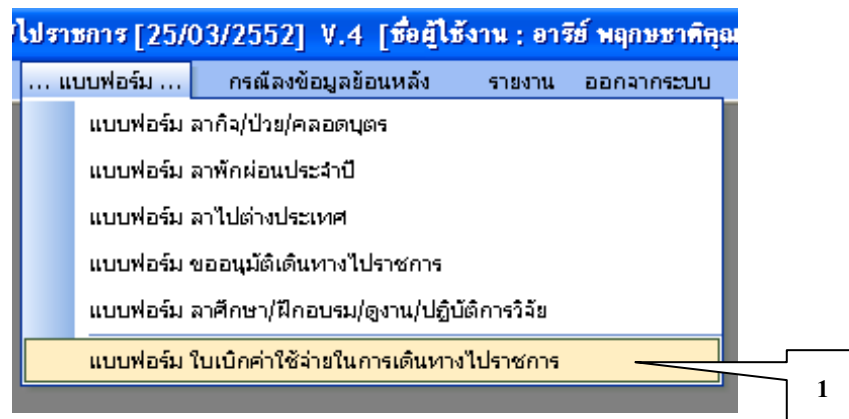 ไปราชการ [25/03/2552] V.4 [ชื่อผู้ใช้งาน : อารีย์ พฤกษชาติคุณ
... แบบฟอร์ม ... กรณีลงข้อมูลย้อนหลัง รายงาน ออกจากระบบ
แบบฟอร์ม ลากิจ/ป่วย/คลอดบุตร
แบบฟอร์ม ลาพักผ่อนประจำปี
แบบฟอร์ม ลาไปต่างประเทศ
แบบฟอร์ม ขออนุมัติเดินทางไปราชการ
แบบฟอร์ม ลาศึกษา/ฝึกอบรม/ดูงาน/ปฏิบัติการวิจัย
แบบฟอร์ม ใบเบิกค่าใช้จ่ายในการเดินทางไปราชการ
1